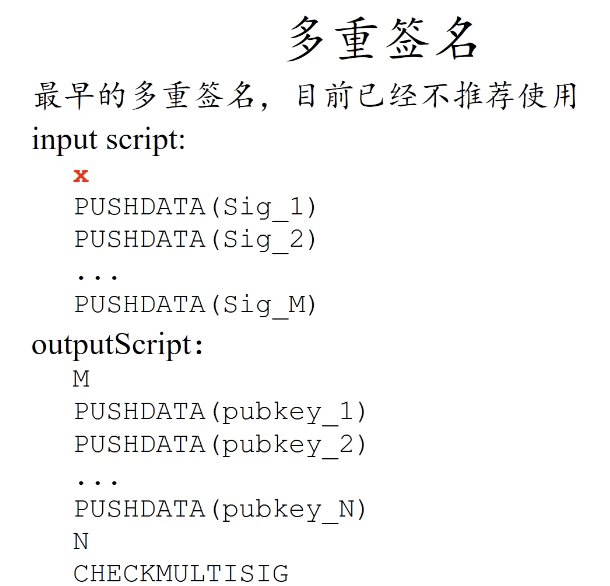 多重签名
最早的多重签名，目前已经不推荐使用
input script:
x
PUSHDATA(Sig_1)
PUSHDATA(Sig_2)
...
PUSHDATA(Sig_M)
outputScript：
M
PUSHDATA(pubkey_1)
PUSHDATA(pubkey_2)
...
PUSHDATA(pubkey_N)
N
CHECKMULTISIG